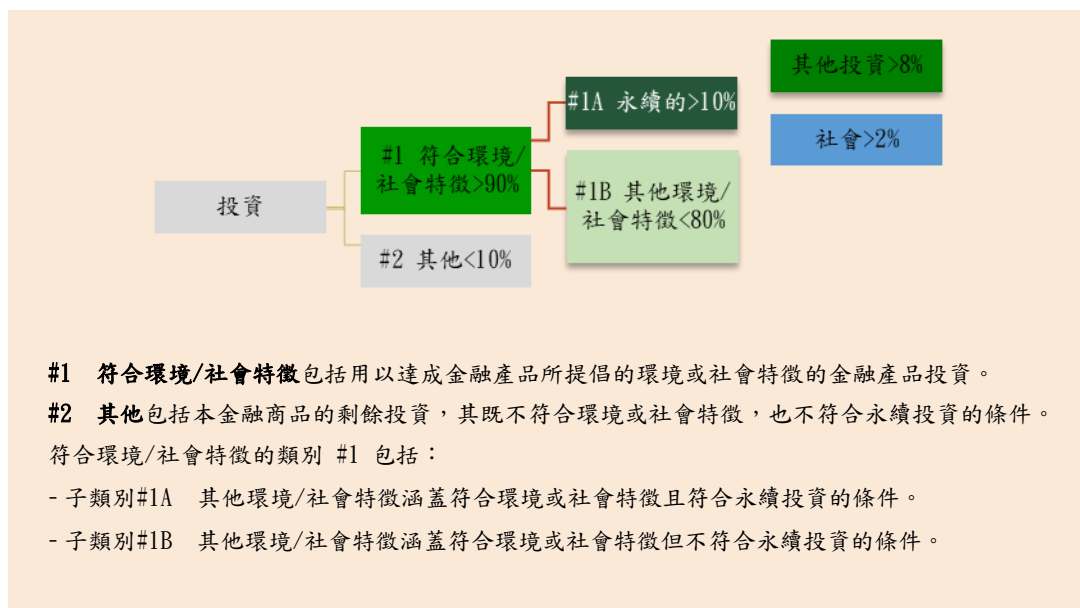 其他投資>8%
#1A 永續的>10%
社會>2%
#1 符合環境/
社會特徵>90%
#1B 其他環境/
社會特徵<80%
投資
#2 其他<10%
#1 符合環境/社會特徵包括用以達成金融產品所提倡的環境或社會特徵的金融產品投資。
#2 其他包括本金融商品的剩餘投資，其既不符合環境或社會特徵，也不符合永續投資的條件。
符合環境/社會特徵的類別 #1 包括：
- 子類別#1A 其他環境/社會特徵涵蓋符合環境或社會特徵且符合永續投資的條件。
- 子類別#1B 其他環境/社會特徵涵蓋符合環境或社會特徵但不符合永續投資的條件。